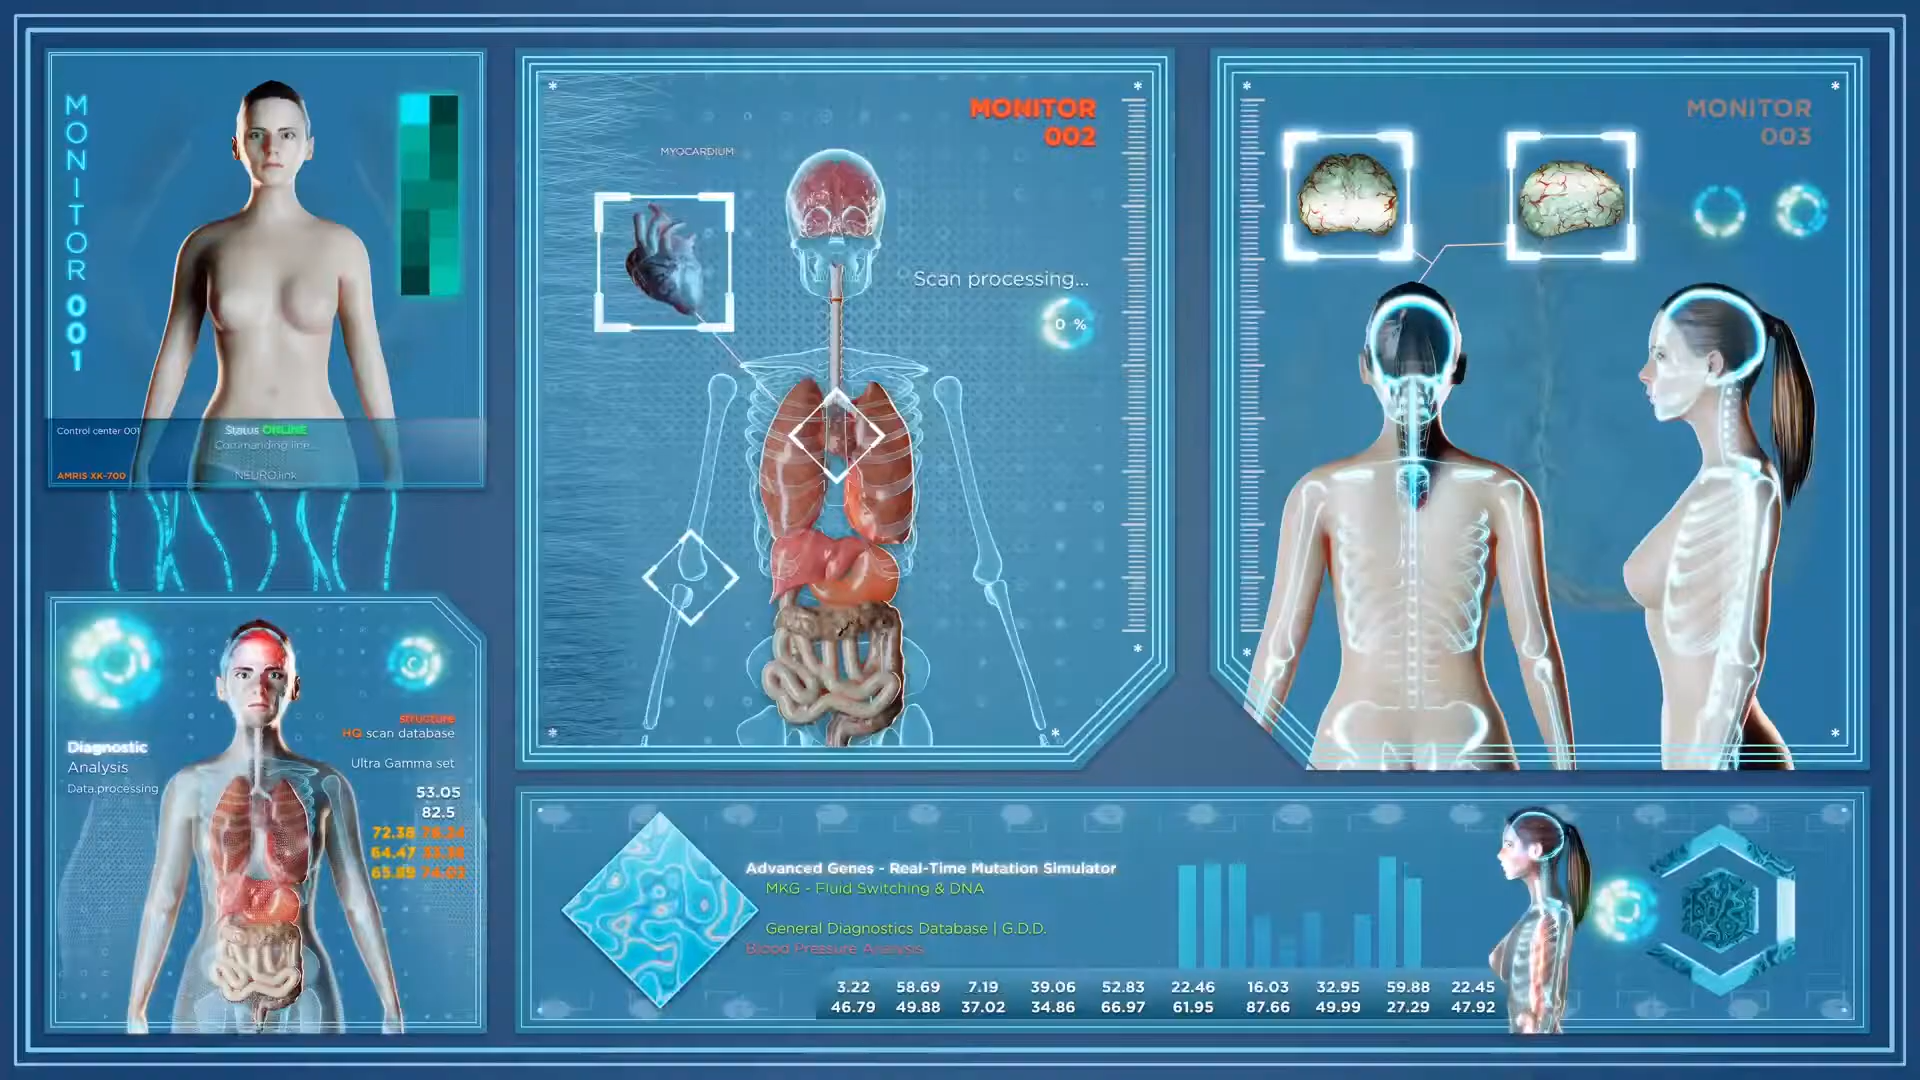 MONITOR 001
Control center 001
Status ONLINE
Commanding line...
AMRIS XK-700
NEURO.link
MYOCARDIUM
MONITOR
002
Scan processing...
0 %
MONITOR
003
structure
HQ scan database
Diagnostic
Analysis
Data.processing
Ultra Gamma set
53.05
82.5
72.38
64.47
65.89
Advanced Genes - Real-Time Mutation Simulator
MKG - Fluid Switching & DNA
General Diagnostics Database | G.D.D.
Blood Pressure Analysis
3.22 58.69 7.19 39.06 52.83 22.46 16.03 32.95 59.88 22.45
46.79 49.88 37.02 34.86 66.97 61.95 87.66 49.99 27.29 47.92